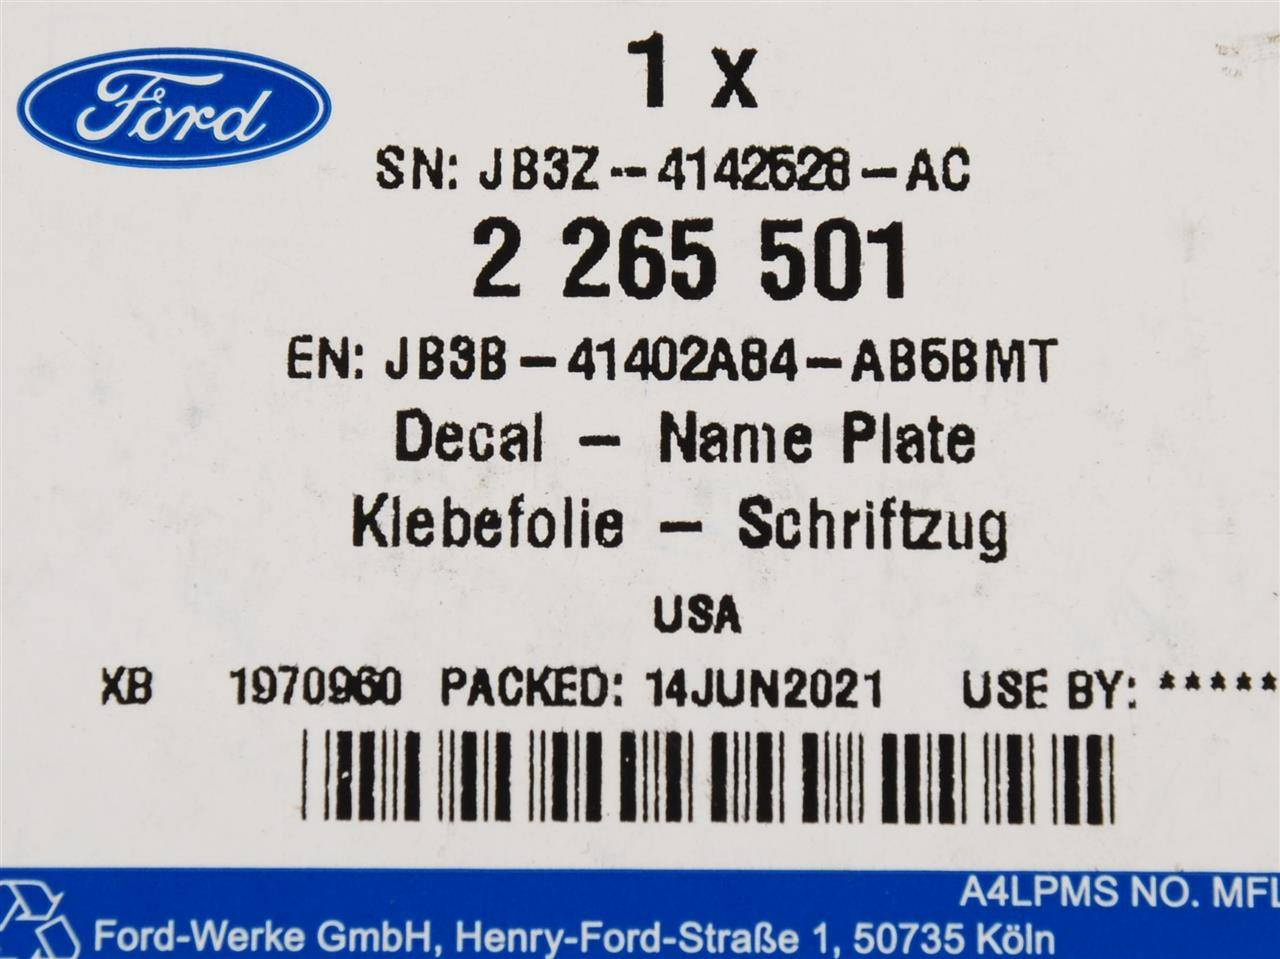 Ford
1 x
SN: JB3Z--4142528-AC
2 265 501
EN: JB3B-41402A84-AB5BMT
Decal - Name Plate
Klebefolie - Schriftzug
USA
XB 1970960 PACKED: 14JUN2021 USE BY: *****
A4LPMS NO. MFL
Ford-Werke GmbH, Henry-Ford-Straße 1, 50735 Köln